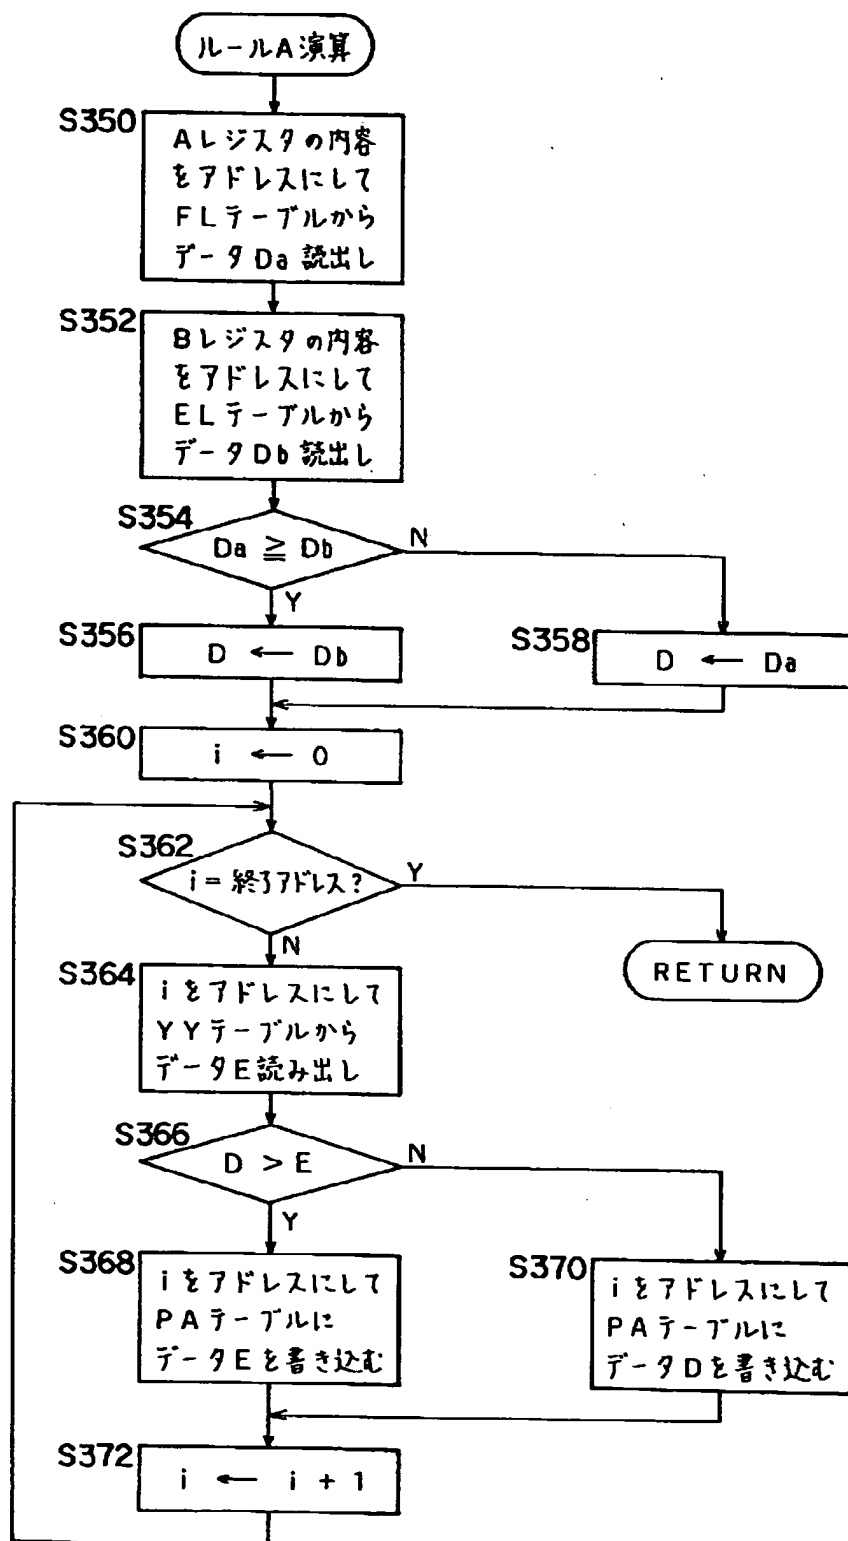 ルールA演算
S350
Aレジスタの内容
をアドレスにして
FLテーブルから
データDa読出し
S352
Bレジスタの内容
をアドレスにして
ELテーブルから
データDb読出し
S354
Da ≧ Db
N
Y
S356
D ← Db
S358
D ← Da
S360
i ← 0
S362
i=終了アドレス?
Y
N
RETURN
S364
iをアドレスにして
YYテーブルから
データE読み出し
S366
D > E
N
Y
S368
iをアドレスにして
PAテーブルに
データEを書き込む
S370
iをアドレスにして
PAテーブルに
データDを書き込む
S372
i ← i + 1